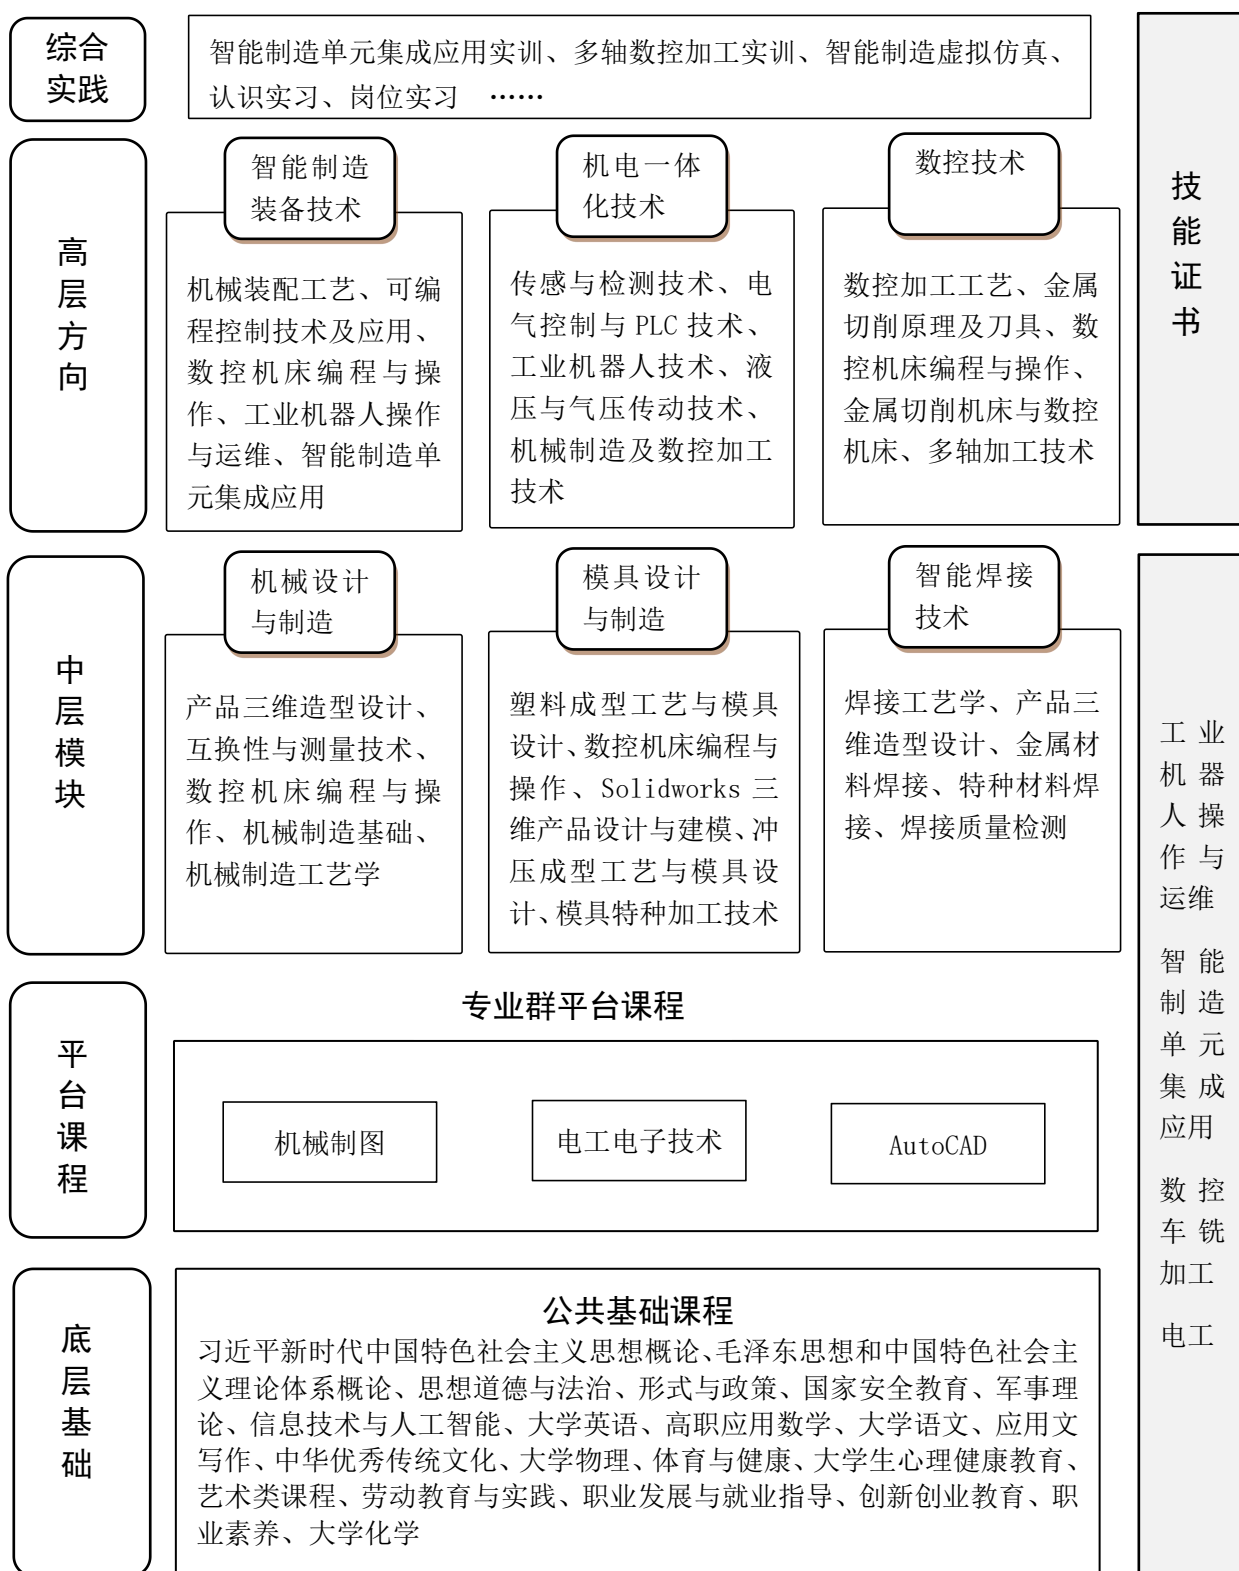 综合
实践
智能制造单元集成应用实训、多轴数控加工实训、智能制造虚拟仿真、
认识实习、岗位实习 ……
高
层
方
向
智能制造
装备技术
机械装配工艺、可编
程控制技术及应用、
数控机床编程与操
作、工业机器人操作
与运维、智能制造单
元集成应用
机电一体
化技术
传感与检测技术、电
气控制与 PLC 技术、
工业机器人技术、液
压与气压传动技术、
机械制造及数控加工
技术
数控技术
数控加工工艺、金属
切削原理及刀具、数
控机床编程与操作、
金属切削机床与数控
机床、多轴加工技术
技
能
证
书
中
层
模
块
机械设计
与制造
产品三维造型设计、
互换性与测量技术、
数控机床编程与操
作、机械制造基础、
机械制造工艺学
模具设计
与制造
塑料成型工艺与模具
设计、数控机床编程与
操作、Solidworks 三
维产品设计与建模、冲
压成型工艺与模具设
计、模具特种加工技术
智能焊接
技术
焊接工艺学、产品三
维造型设计、金属材
料焊接、特种材料焊
接、焊接质量检测
平
台
课
程
专业群平台课程
机械制图
电工电子技术
AutoCAD
底
层
基
础
公共基础课程
习近平新时代中国特色社会主义思想概论、毛泽东思想和中国特色社会主
义理论体系概论、思想道德与法治、形式与政策、国家安全教育、军事理
论、信息技术与人工智能、大学英语、高职应用数学、大学语文、应用文
写作、中华优秀传统文化、大学物理、体育与健康、大学生心理健康教育、
艺术类课程、劳动教育与实践、职业发展与就业指导、创新创业教育、职
业素养、大学化学
工业
机器
人操
作与
运维
智能
制造
单元
集成
应用
数控
车铣
加工
电工